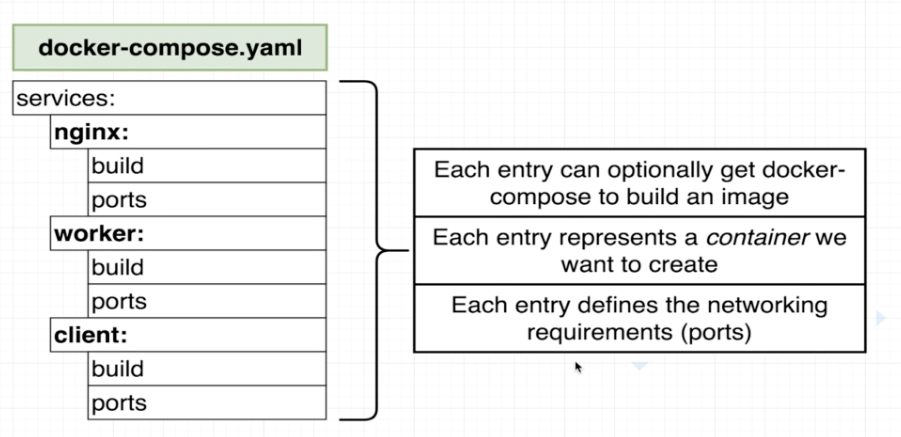 docker-compose.yaml
services:
nginx:
build
ports
worker:
build
ports
client:
build
ports
Each entry can optionally get docker-
compose to build an image
Each entry represents a container we
want to create
Each entry defines the networking
requirements (ports)